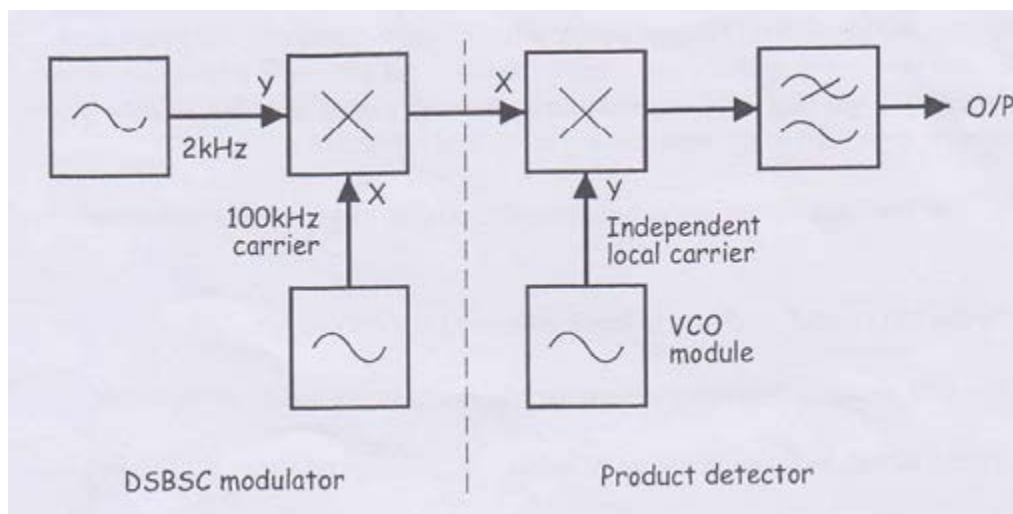 Y
2kHz
X
100kHz
carrier
X
Y
Independent
local carrier
VCO
module
O/P
DSBSC modulator
Product detector